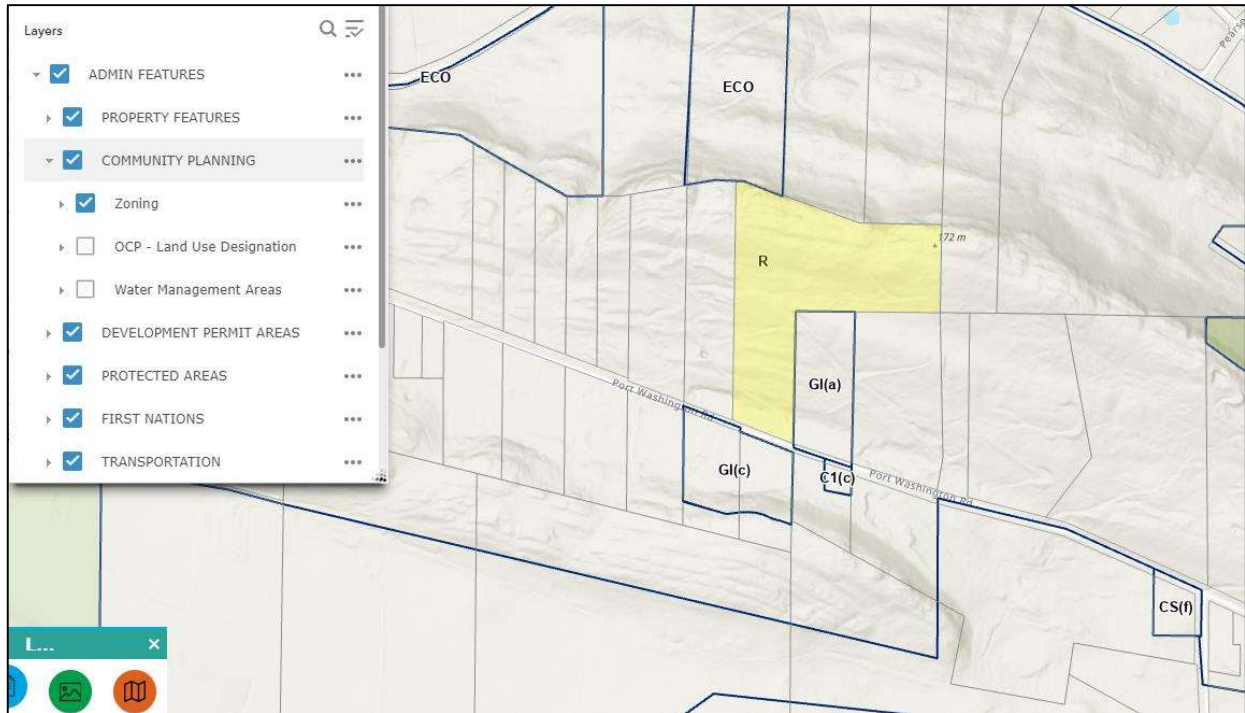 Layers
ADMIN FEATURES
PROPERTY FEATURES
COMMUNITY PLANNING
Zoning
OCP - Land Use Designation
Water Management Areas
DEVELOPMENT PERMIT AREAS
PROTECTED AREAS
FIRST NATIONS
TRANSPORTATION
L...
ECO
ECO
R
172 m
GI(a)
Port Washington Rd
GI(c)
C1(c)
Port Washington Rd
CS(f)